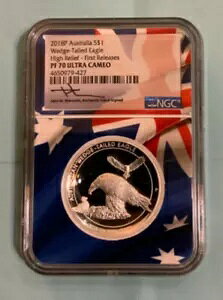 2018P Australia S$1
Wedge-Tailed Eagle
High Relief - First Releases
PF 70 ULTRA CAMEO
4650979-427
NGC
AUSTRALIAN WEDGE-TAILED EAGLE